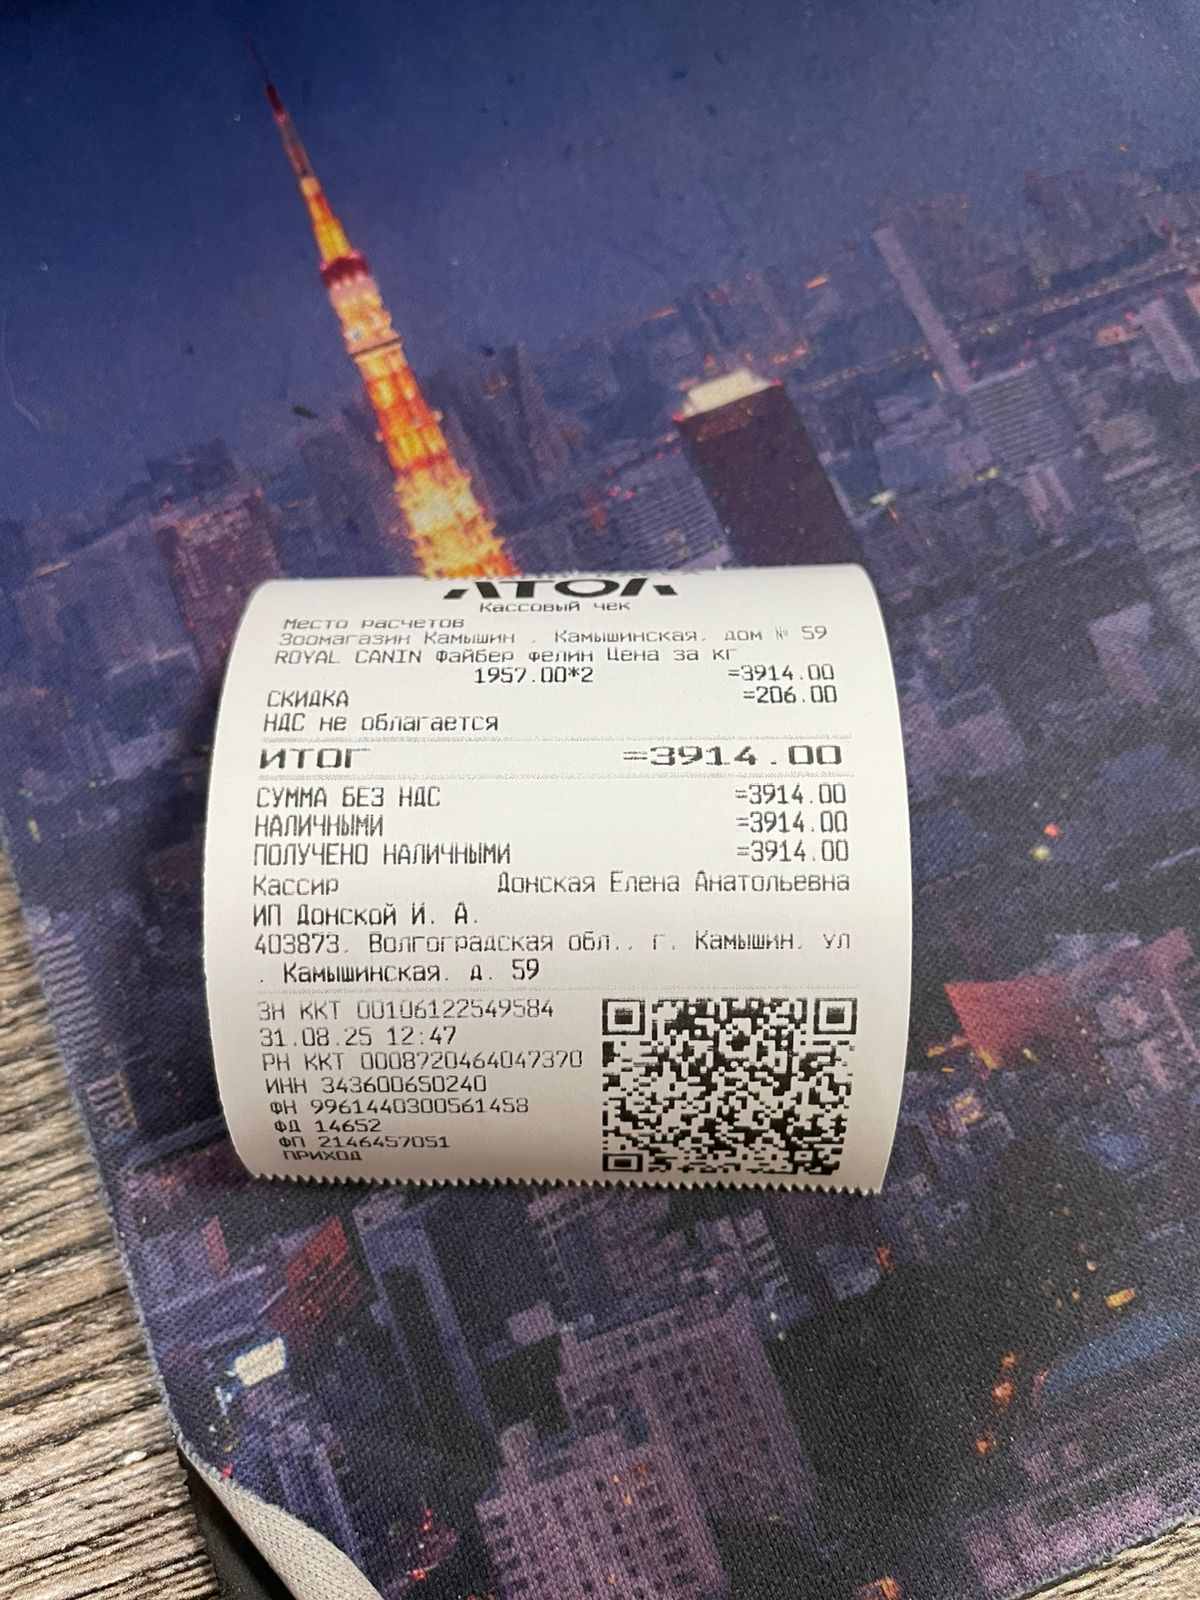 АТОЛ
Кассовый чек
Место расчетов
Зоомагазин Камышин , Камышинская, дом № 59
ROYAL CANIN Файбер фелин Цена за кг
1957.00*2 =3914.00
СКИДКА =206.00
НДС не облагается
ИТОГ =3914.00
СУММА БЕЗ НДС =3914.00
НАЛИЧНЫМИ =3914.00
ПОЛУЧЕНО НАЛИЧНЫМИ =3914.00
Кассир Донская Елена Анатольевна
ИП Донской И. А.
403873, Волгоградская обл., г. Камышин, ул
. Камышинская, д. 59
ЗН ККТ 00106122549584
31.08.25 12:47
РН ККТ 0008720464047370
ИНН 343600650240
ФН 9961440300561458
ФД 14652
ФП 2146457051
ПРИХОД